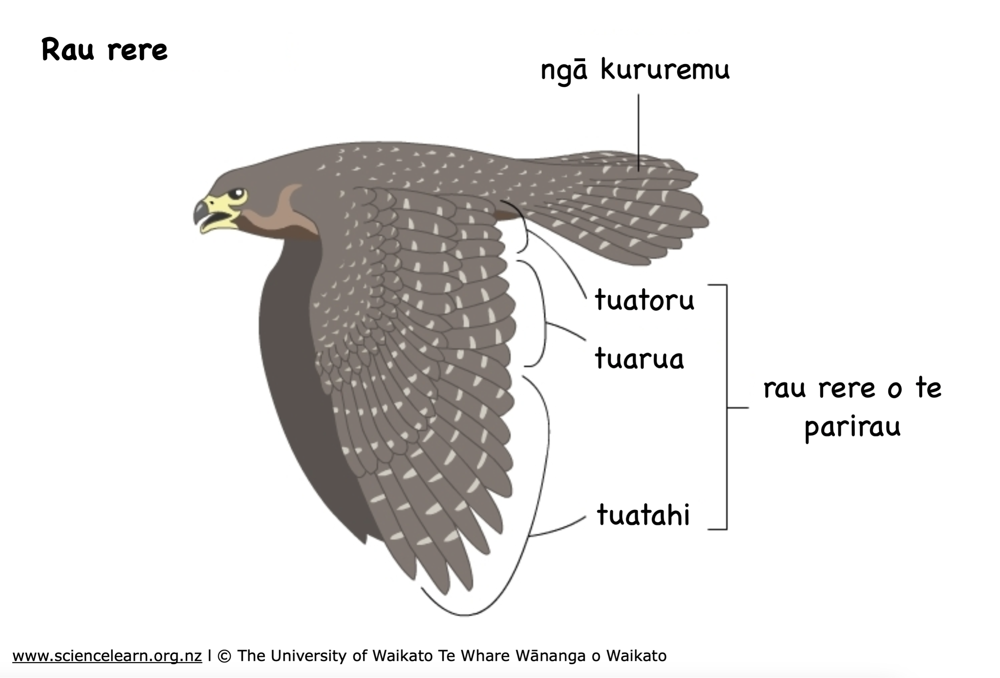 Rau rere
ngā kururemu
tuatoru
tuarua
rau rere o te
parirau
tuatahi
www.sciencelearn.org.nz l © The University of Waikato Te Whare Wānanga o Waikato